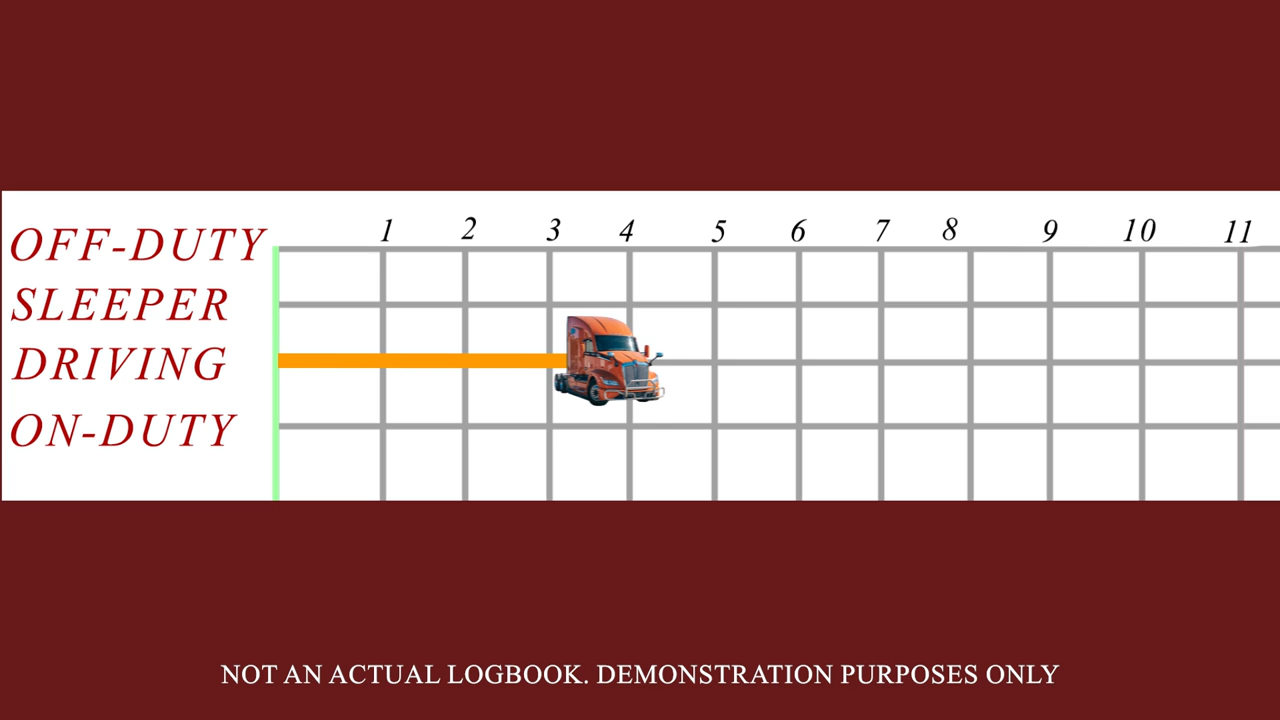 1 2 3 4 5 6 7 8 9 10 11
OFF-DUTY
SLEEPER
DRIVING
ON-DUTY
NOT AN ACTUAL LOGBOOK. DEMONSTRATION PURPOSES ONLY